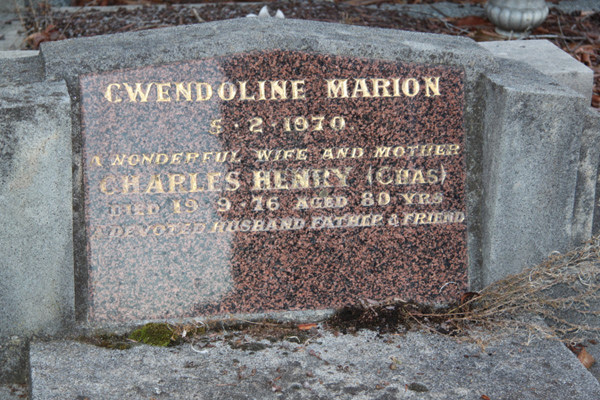 GWENDOLINE MARION
5·2·1970
A WONDERFUL WIFE AND MOTHER
CHARLES HENRY (CHAS)
DIED 19·9·76 AGED 80 YRS
A DEVOTED HUSBAND FATHER & FRIEND